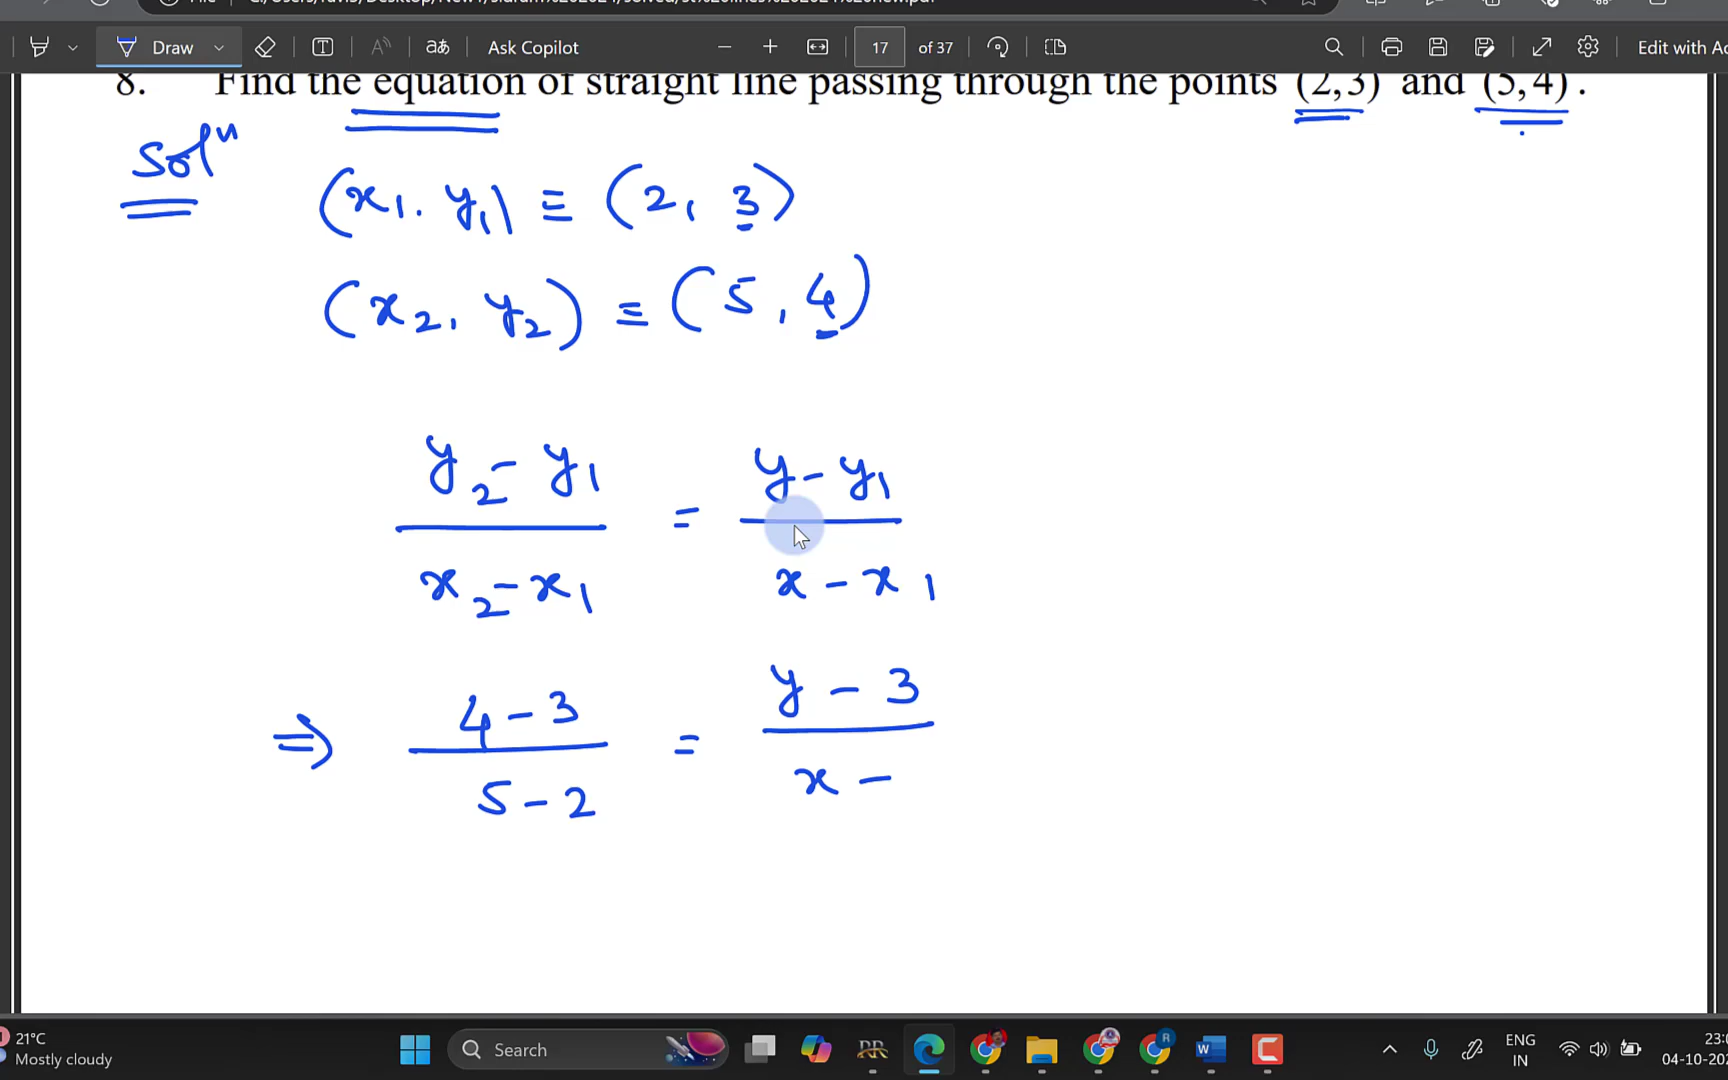 Draw
Ask Copilot
17 of 37
Edit with Ac
8. Find the equation of straight line passing through the points (2,3) and (5,4).
Solⁿ
(x₁. y₁) ≡ (2, 3)
(x₂, y₂) ≡ (5, 4)
y₂ - y₁ = y - y₁
x₂ - x₁ x - x₁
⇒ 4 - 3 = y - 3
5 - 2 x -
21°C
Mostly cloudy
Search
ENG
IN
04-10-20